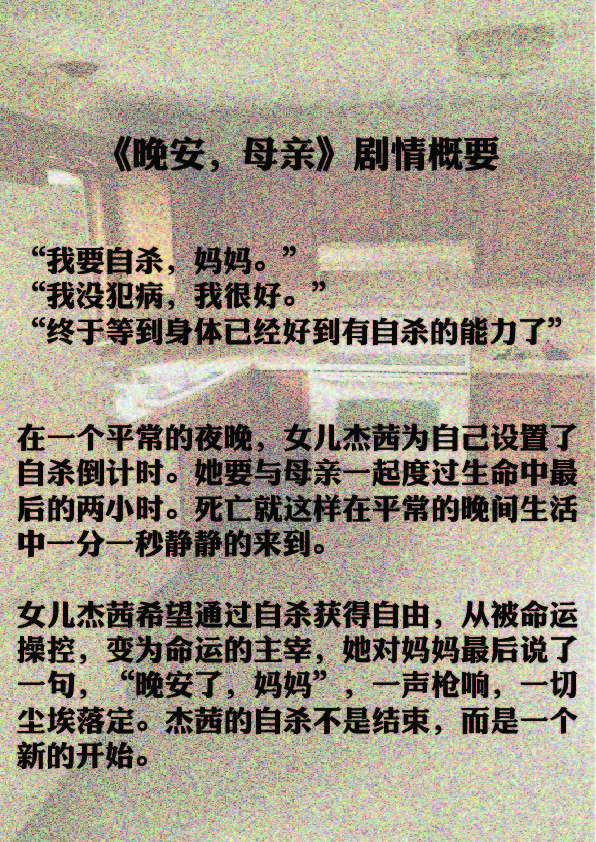 《晚安，母亲》剧情概要
“我要自杀，妈妈。”
“我没犯病，我很好。”
“终于等到身体已经好到有自杀的能力了”
在一个平常的夜晚，女儿杰茜为自己设置了
自杀倒计时。她要与母亲一起度过生命中最
后的两小时。死亡就这样在平常的晚间生活
中一分一秒静静的来到。
女儿杰茜希望通过自杀获得自由，从被命运
操控，变为命运的主宰，她对妈妈最后说了
一句，“晚安了，妈妈”，一声枪响，一切
尘埃落定。杰茜的自杀不是结束，而是一个
新的开始。